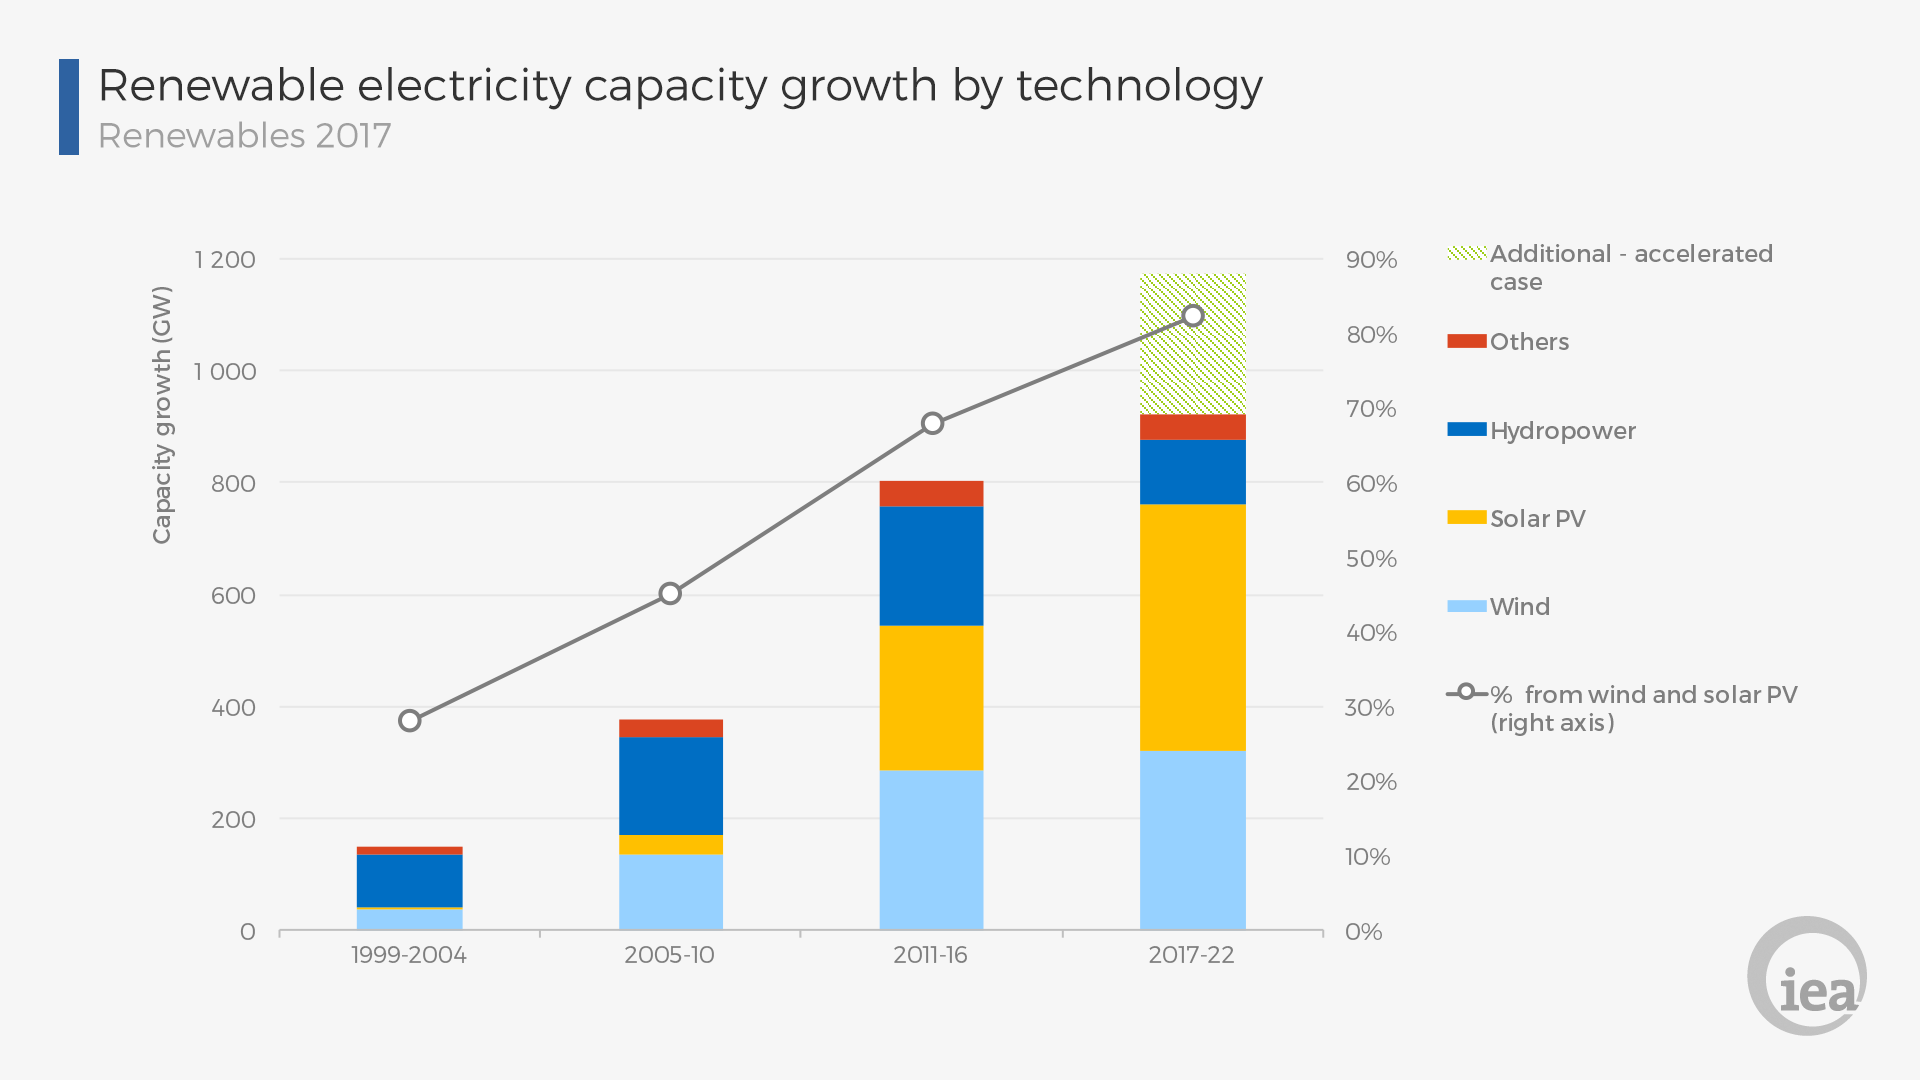 Renewable electricity capacity growth by technology
Renewables 2017
Capacity growth (GW)
1 200
1 000
800
600
400
200
0
90%
80%
70%
60%
50%
40%
30%
20%
10%
0%
1999-2004
2005-10
2011-16
2017-22
Additional - accelerated
case
Others
Hydropower
Solar PV
Wind
% from wind and solar PV
(right axis)
iea